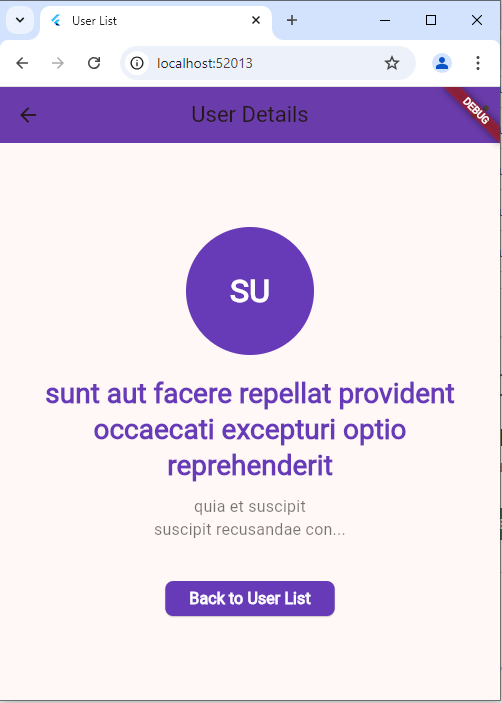 User List
localhost:52013
User Details
DEBUG
SU
sunt aut facere repellat provident
occaecati excepturi optio
reprehenderit
quia et suscipit
suscipit recusandae con...
Back to User List